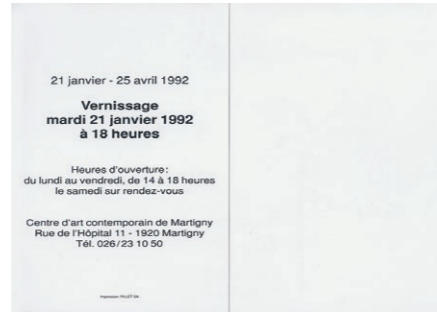 21 janvier - 25 avril 1992
Vernissage
mardi 21 janvier 1992
à 18 heures
Heures d'ouverture:
du lundi au vendredi, de 14 à 18 heures
le samedi sur rendez-vous
Centre d'art contemporain de Martigny
Rue de l'Hôpital 11 - 1920 Martigny
Tél. 026/23 10 50
Impression